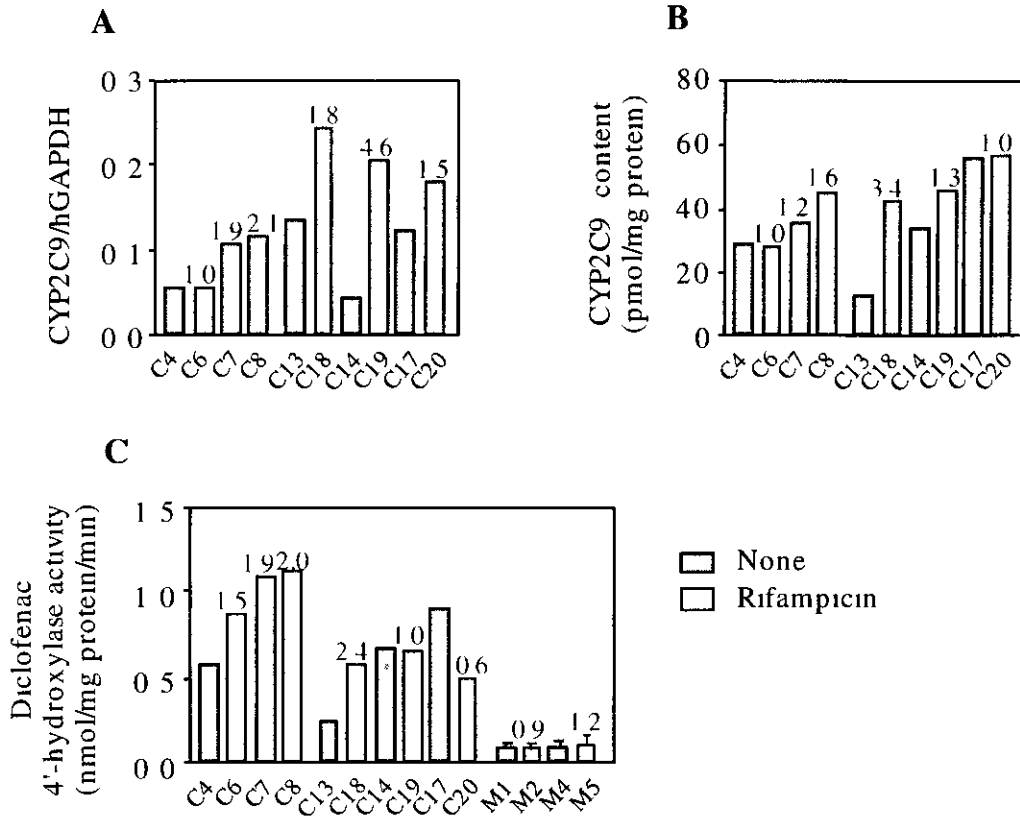 A
CYP2C9/hGAPDH
0 3
0 2
0 1
0 0
1 0
1 9
2 1
1 8
4 6
1 5
C4
C6
C7
C8
C13
C18
C14
C19
C17
C20
B
CYP2C9 content
(pmol/mg protein)
80
60
40
20
0
1 0
1 2
1 6
3 4
1 3
1 0
C4
C6
C7
C8
C13
C18
C14
C19
C17
C20
C
Diclofenac
4'-hydroxylase activity
(nmol/mg protein/min)
1 5
1 0
0 5
0 0
1 5
1 9
2.0
2 4
1 0
0 6
0 9
1 2
C4
C6
C7
C8
C13
C18
C14
C19
C17
C20
M1
M2
M4
M5
None
Rifampicin